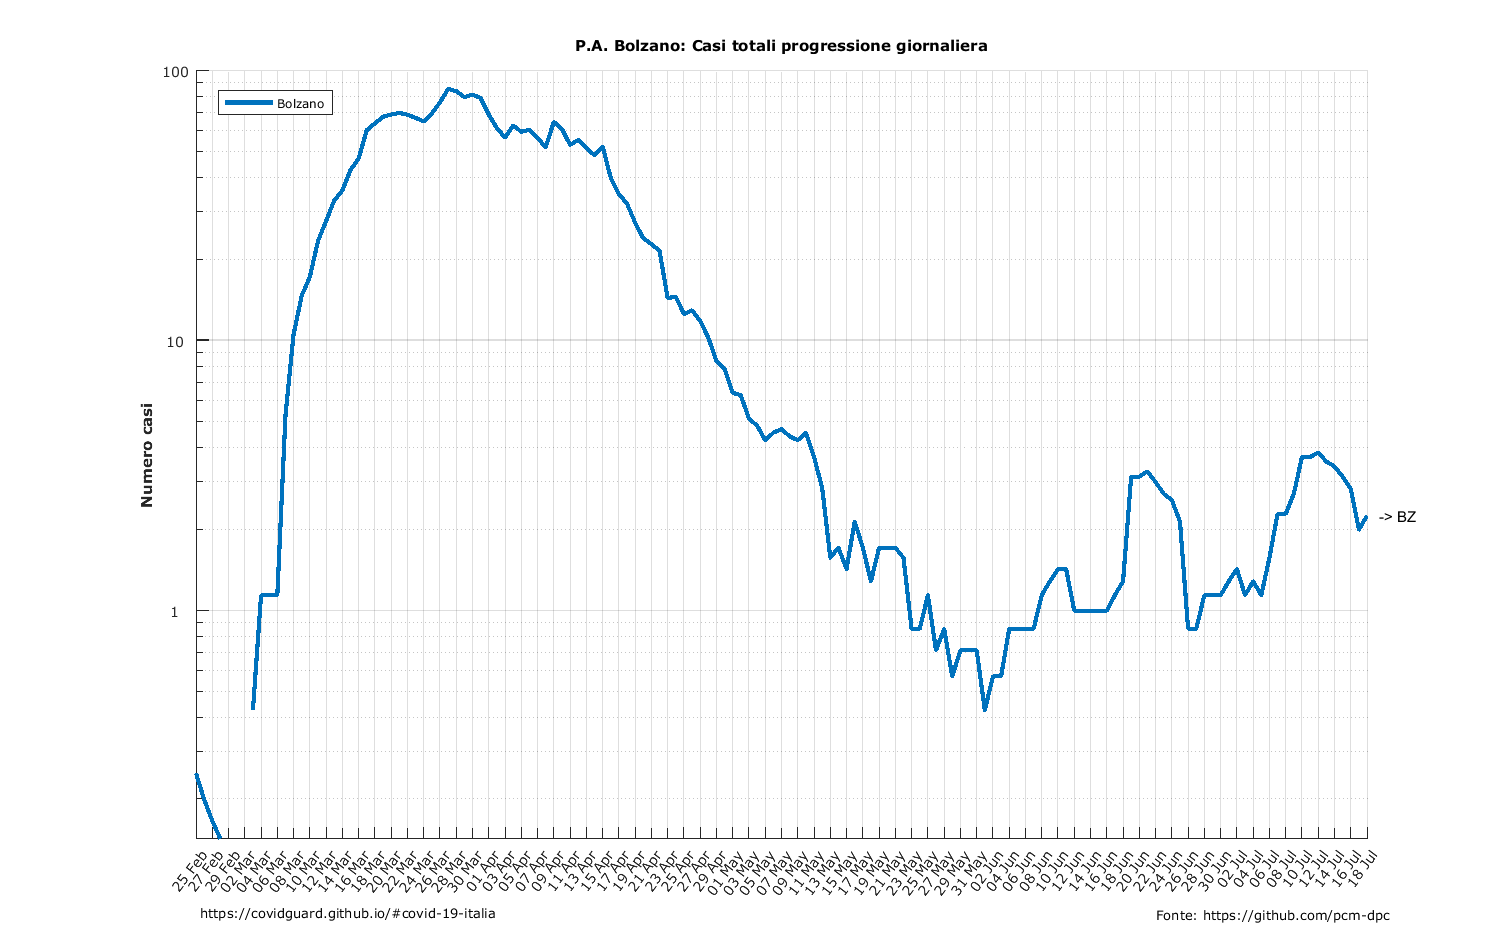 P.A. Bolzano: Casi totali progressione giornaliera
100
Bolzano
10
1
Numero casi
-> BZ
25 Feb
27 Feb
29 Feb
02 Mar
04 Mar
06 Mar
08 Mar
10 Mar
12 Mar
14 Mar
16 Mar
18 Mar
20 Mar
22 Mar
24 Mar
26 Mar
28 Mar
30 Mar
01 Apr
03 Apr
05 Apr
07 Apr
09 Apr
11 Apr
13 Apr
15 Apr
17 Apr
19 Apr
21 Apr
23 Apr
25 Apr
27 Apr
29 Apr
01 May
03 May
05 May
07 May
09 May
11 May
13 May
15 May
17 May
19 May
21 May
23 May
25 May
27 May
29 May
31 May
02 Jun
04 Jun
06 Jun
08 Jun
10 Jun
12 Jun
14 Jun
16 Jun
18 Jun
20 Jun
22 Jun
24 Jun
26 Jun
28 Jun
30 Jun
02 Jul
04 Jul
06 Jul
08 Jul
10 Jul
12 Jul
14 Jul
16 Jul
18 Jul
https://covidguard.github.io/#covid-19-italia
Fonte: https://github.com/pcm-dpc